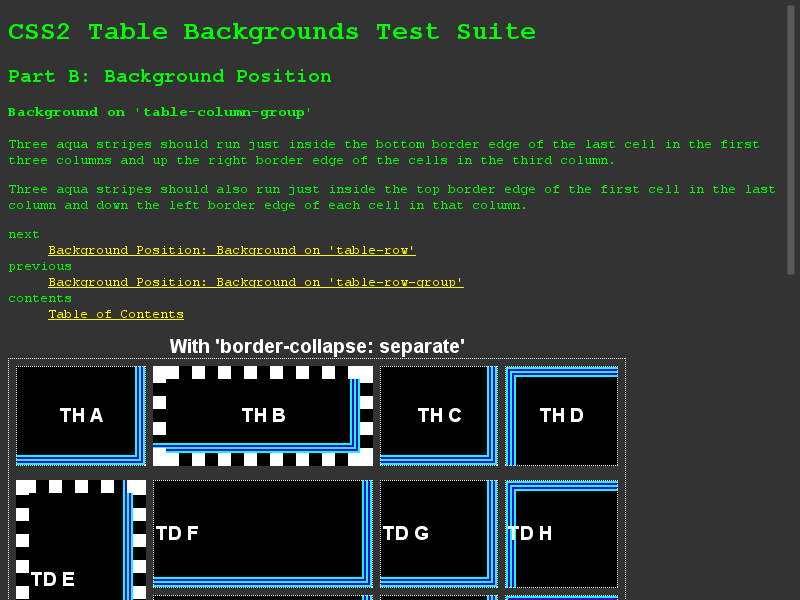 CSS2 Table Backgrounds Test Suite
Part B: Background Position
Background on 'table-column-group'
Three aqua stripes should run just inside the bottom border edge of the last cell in the first
three columns and up the right border edge of the cells in the third column.
Three aqua stripes should also run just inside the top border edge of the first cell in the last
column and down the left border edge of each cell in that column.
next
Background Position: Background on 'table-row'
previous
Background Position: Background on 'table-row-group'
contents
Table of Contents
With 'border-collapse: separate'
TH A TH B TH C TH D
TD F TD G TD H
TD E